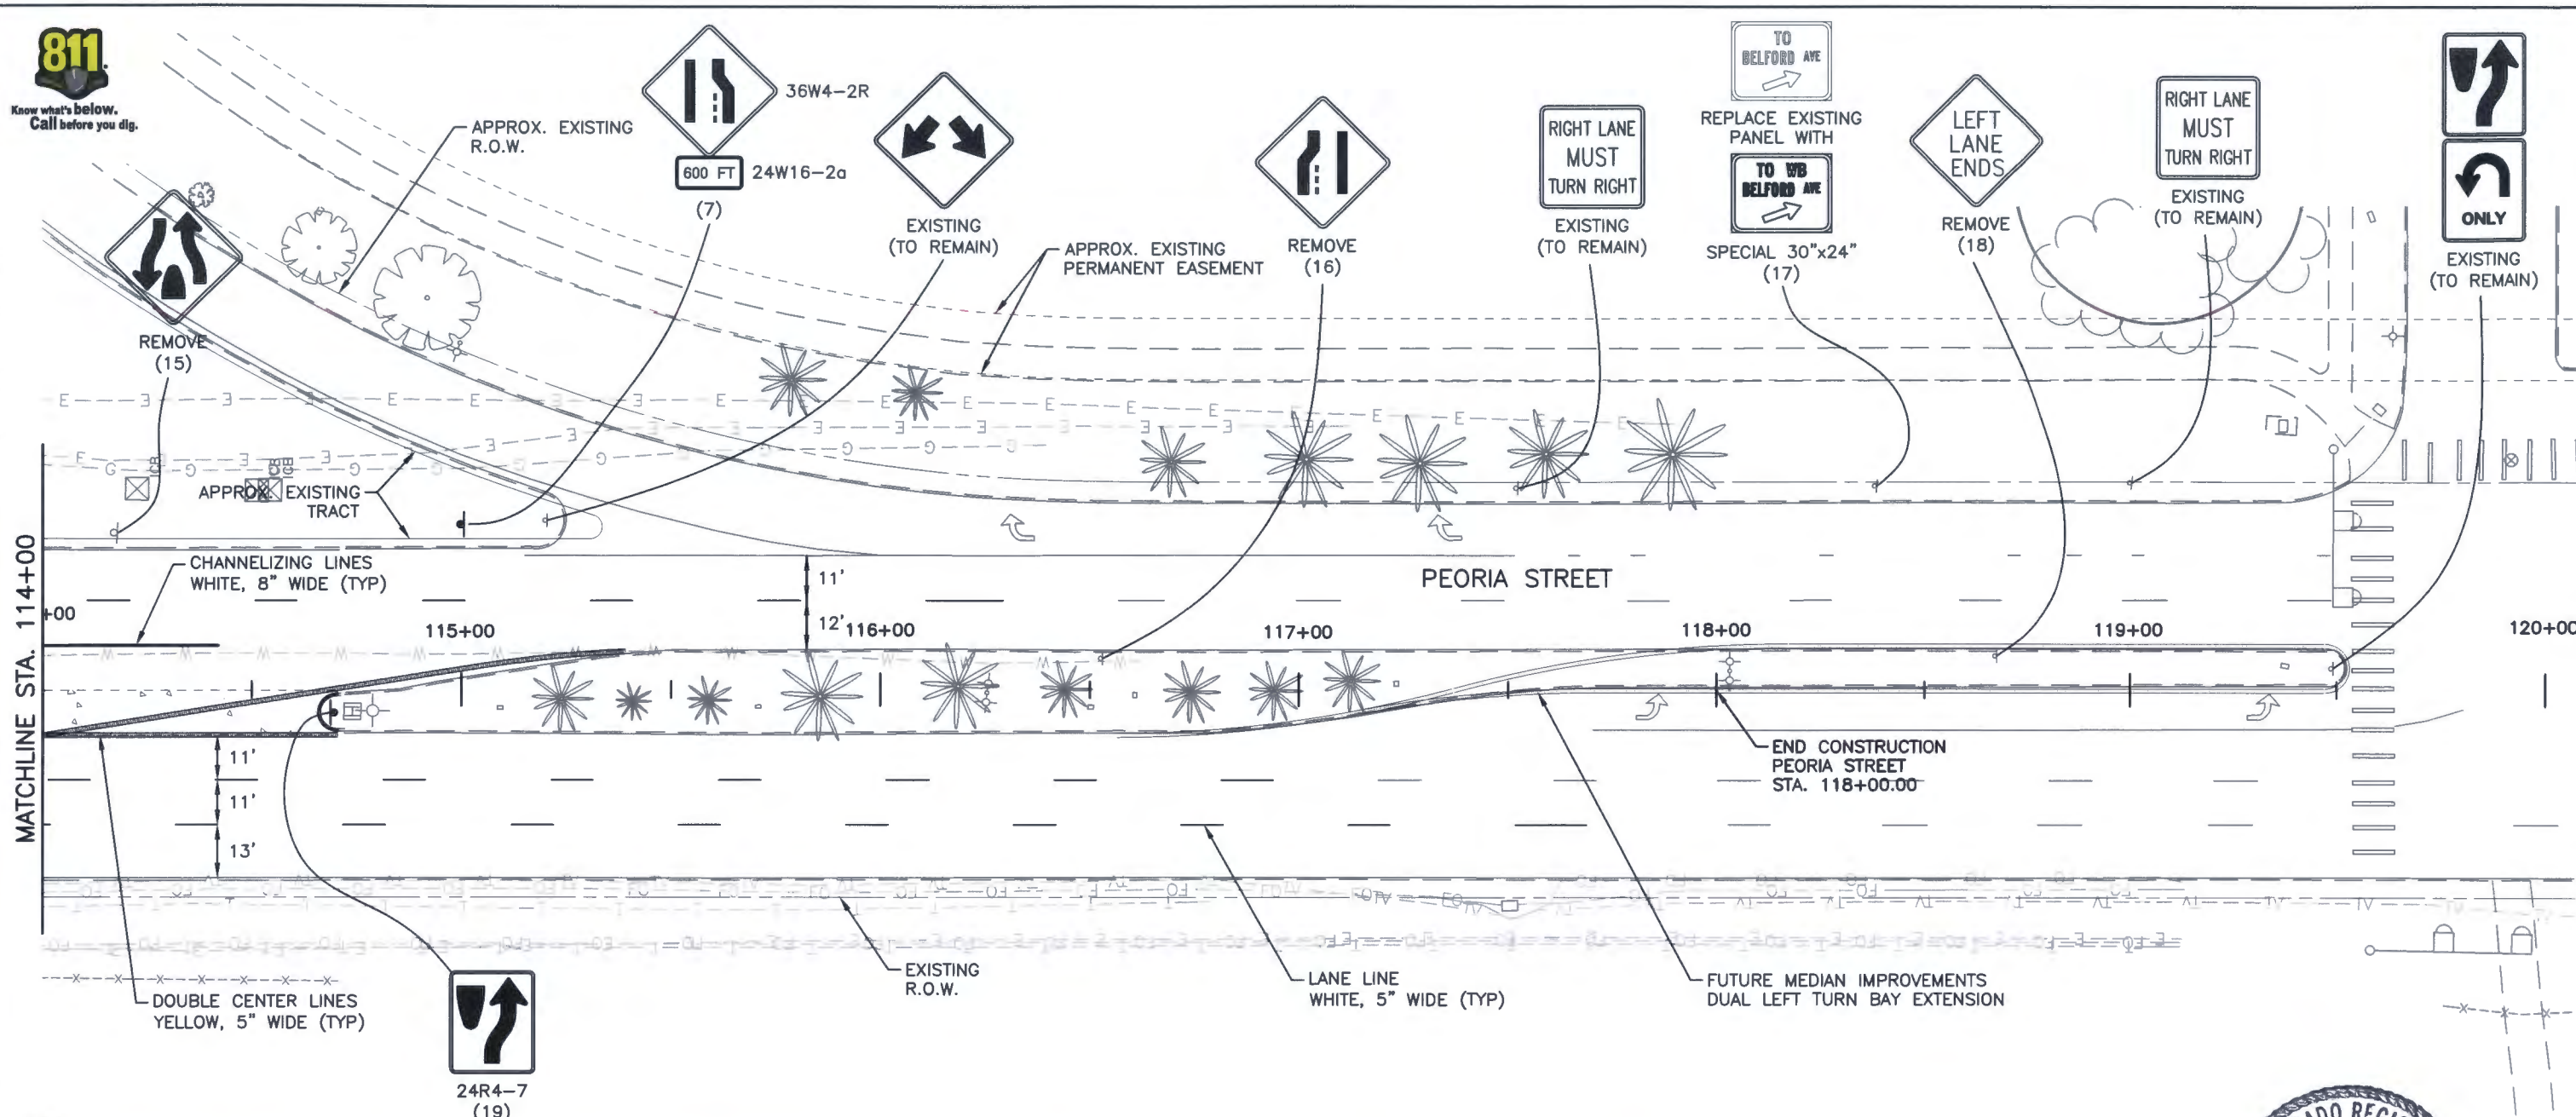 811
Know what's below.
Call before you dig.
APPROX. EXISTING
R.O.W.
36W4-2R
600 FT
24W16-2a
(7)
EXISTING
(TO REMAIN)
APPROX. EXISTING
PERMANENT EASEMENT
REMOVE
(16)
RIGHT LANE
MUST
TURN RIGHT
EXISTING
(TO REMAIN)
TO
BELFORD AVE
REPLACE EXISTING
PANEL WITH
TO WB
BELFORD AVE
SPECIAL 30"x24"
(17)
LEFT
LANE
ENDS
REMOVE
(18)
RIGHT LANE
MUST
TURN RIGHT
EXISTING
(TO REMAIN)
ONLY
EXISTING
(TO REMAIN)
REMOVE
(15)
APPROX. EXISTING
TRACT
MATCHLINE STA. 114+00
CHANNELIZING LINES
WHITE, 8" WIDE (TYP)
11'
12'
PEORIA STREET
+00
115+00
116+00
117+00
118+00
119+00
120+00
11'
11'
13'
END CONSTRUCTION
PEORIA STREET
STA. 118+00.00
DOUBLE CENTER LINES
YELLOW, 5" WIDE (TYP)
24R4-7
(19)
EXISTING
R.O.W.
LANE LINE
WHITE, 5" WIDE (TYP)
FUTURE MEDIAN IMPROVEMENTS
DUAL LEFT TURN BAY EXTENSION